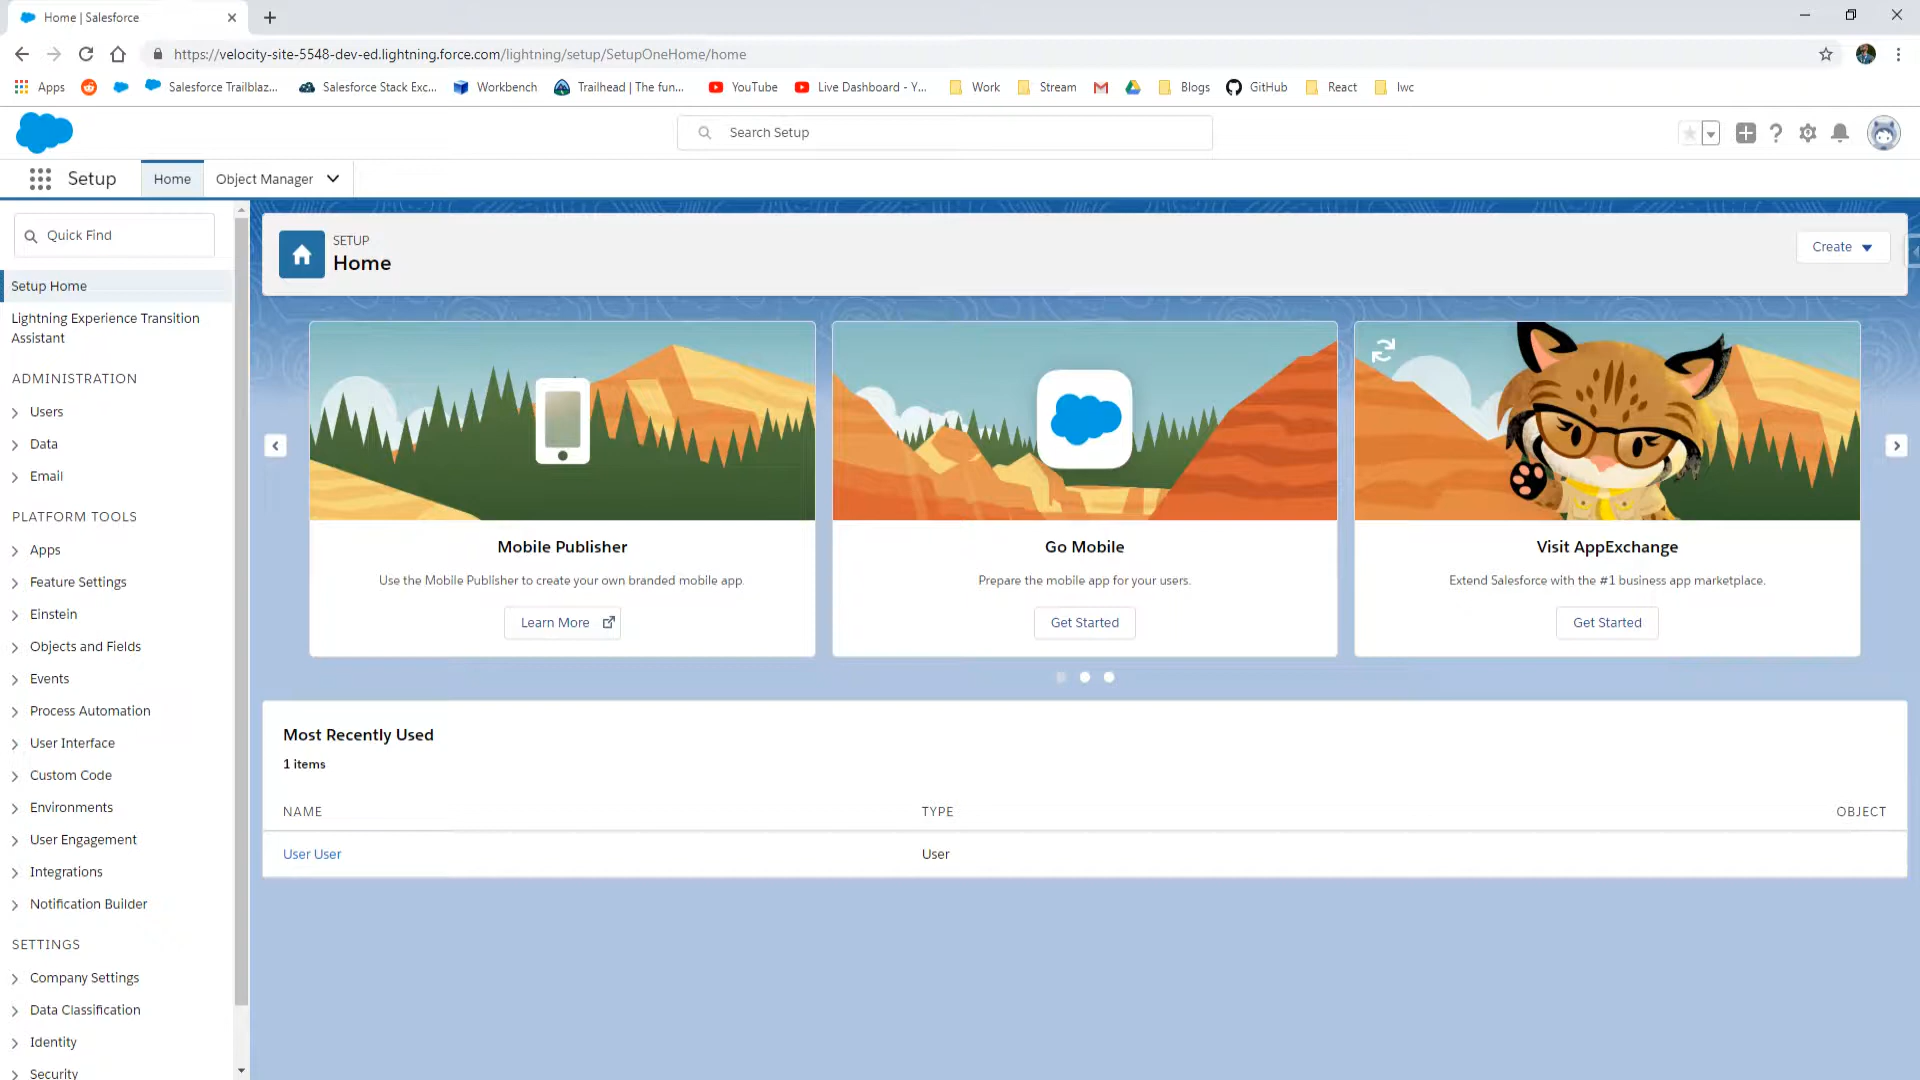 Home | Salesforce
https://velocity-site-5548-dev-ed.lightning.force.com/lightning/setup/SetupOneHome/home
Apps
Salesforce Trailblaz...
Salesforce Stack Exc...
Workbench
Trailhead | The fun...
YouTube
Live Dashboard - Y...
Work
Stream
Blogs
GitHub
React
lwc
Search Setup
Setup
Home
Object Manager
Quick Find
Setup Home
Lightning Experience Transition
Assistant
ADMINISTRATION
Users
Data
Email
PLATFORM TOOLS
Apps
Feature Settings
Einstein
Objects and Fields
Events
Process Automation
User Interface
Custom Code
Environments
User Engagement
Integrations
Notification Builder
SETTINGS
Company Settings
Data Classification
Identity
Security
SETUP
Home
Create
Mobile Publisher
Use the Mobile Publisher to create your own branded mobile app.
Learn More
Go Mobile
Prepare the mobile app for your users.
Get Started
Visit AppExchange
Extend Salesforce with the #1 business app marketplace.
Get Started
Most Recently Used
1 items
NAME TYPE OBJECT
User User User